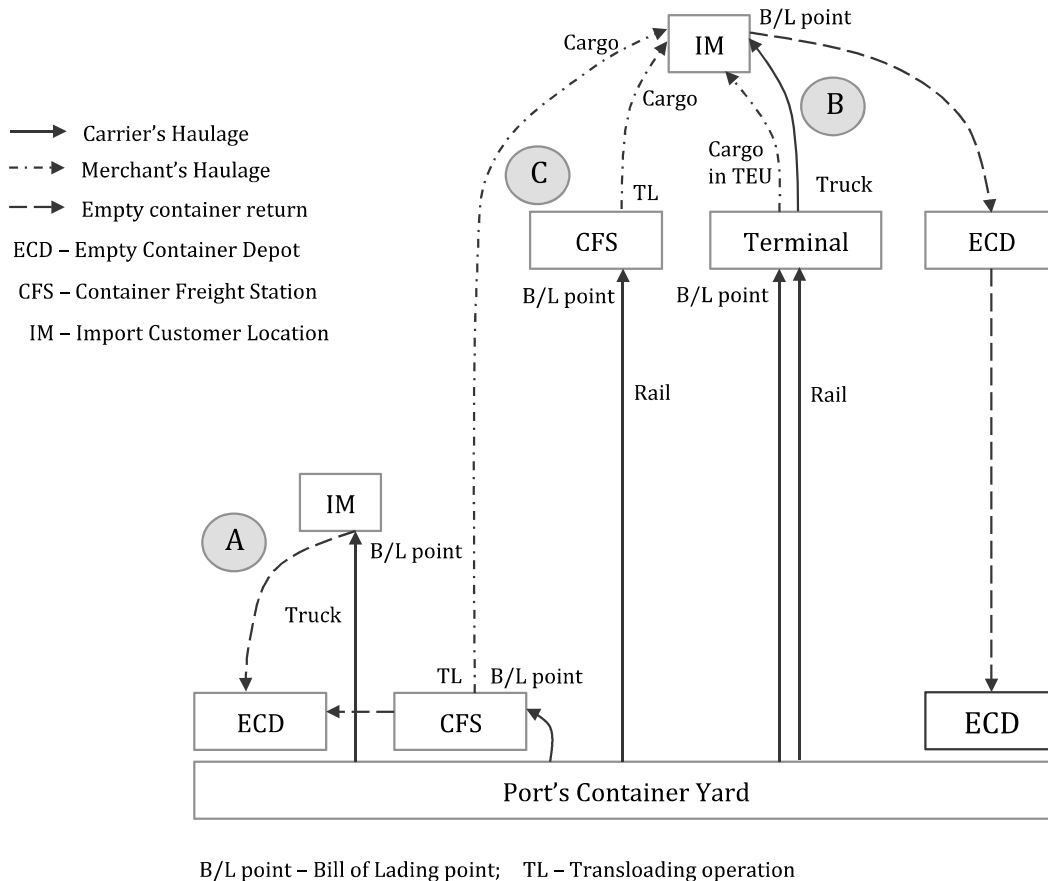 B/L point
Cargo
IM
Cargo
B
Carrier's Haulage
Merchant's Haulage
Cargo
in TEU
C
TL
Truck
Empty container return
ECD – Empty Container Depot
CFS
Terminal
ECD
CFS – Container Freight Station
B/L point
B/L point
IM – Import Customer Location
Rail
Rail
IM
A
B/L point
Truck
TL
B/L point
ECD
CFS
ECD
Port's Container Yard
B/L point – Bill of Lading point; TL – Transloading operation